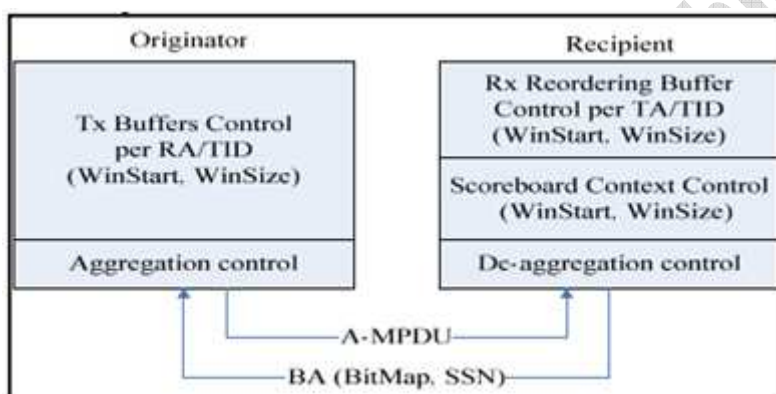 Originator
Tx Buffers Control
per RA/TID
(WinStart, WinSize)
Aggregation control
Recipient
Rx Reordering Buffer
Control per TA/TID
(WinStart, WinSize)
Scoreboard Context Control
(WinStart, WinSize)
De-aggregation control
A-MPDU
BA (BitMap, SSN)